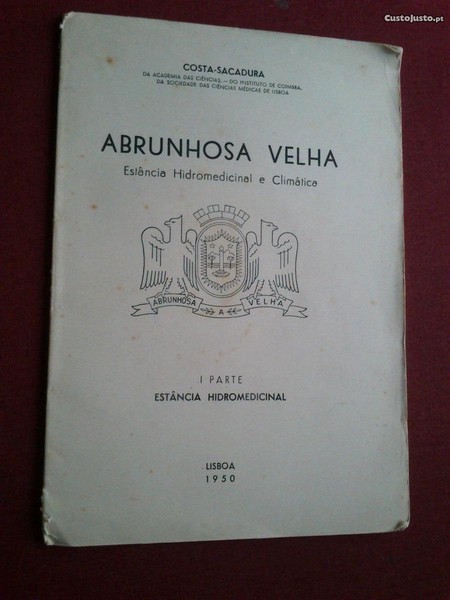 CustoJusto.pt
COSTA-SACADURA
DA ACADEMIA DAS CIÊNCIAS, — DO INSTITUTO DE COIMBRA,
DA SOCIEDADE DAS CIÊNCIAS MÉDICAS DE LISBOA
ABRUNHOSA VELHA
Estância Hidromedicinal e Climática
ABRUNHOSA A VELHA
I PARTE
ESTÂNCIA HIDROMEDICINAL
LISBOA
1950